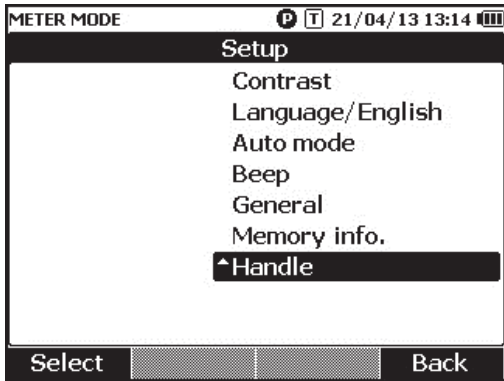 METER MODE P T 21/04/13 13:14
Setup
Contrast
Language/English
Auto mode
Beep
General
Memory info.
Handle
Select Back